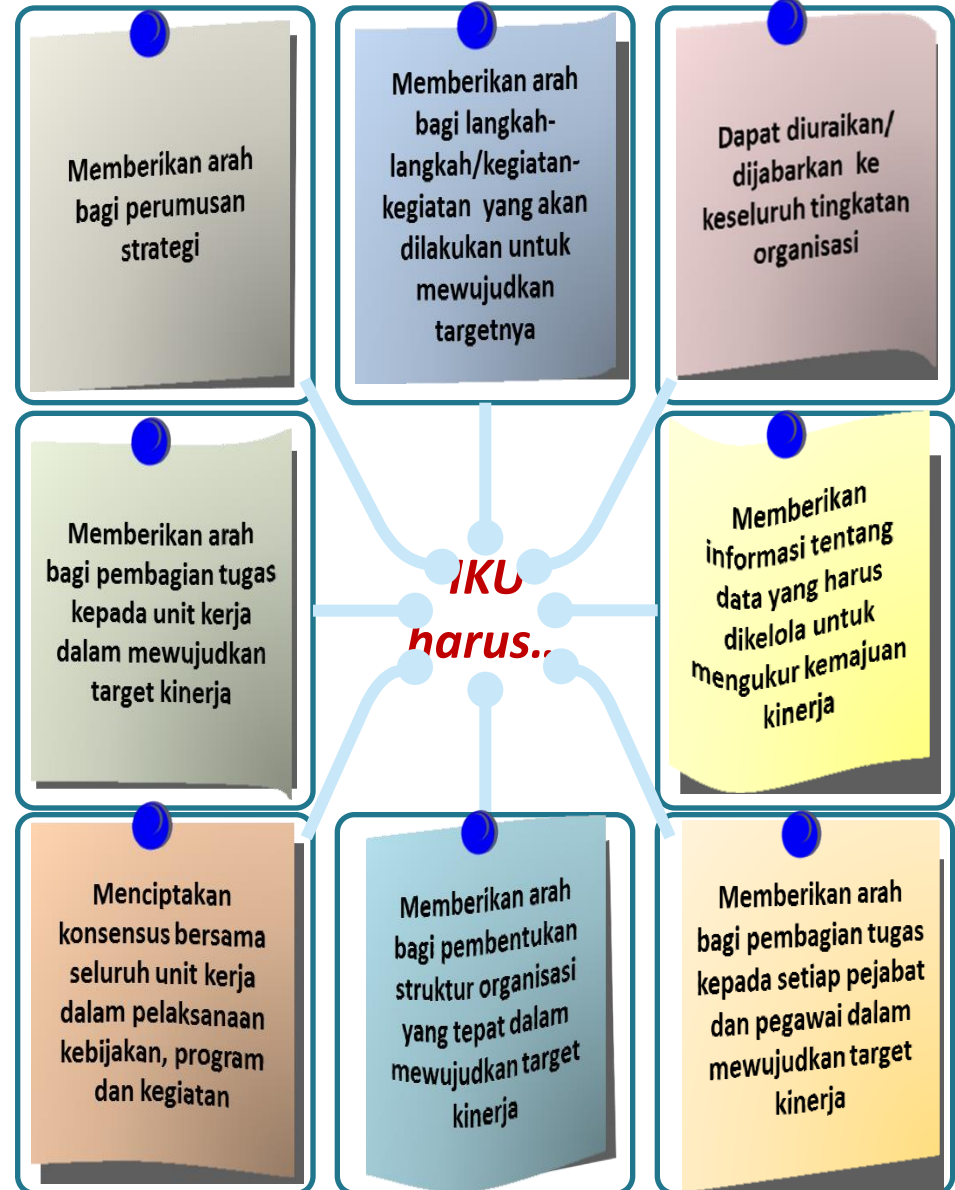 Memberikan arah
bagi perumusan
strategi
Memberikan arah
bagi langkah-
langkah/kegiatan-
kegiatan yang akan
dilakukan untuk
mewujudkan
targetnya
Dapat diuraikan/
dijabarkan ke
keseluruh tingkatan
organisasi
Memberikan arah
bagi pembagian tugas
kepada unit kerja
dalam mewujudkan
target kinerja
IKU
harus..
Memberikan
informasi tentang
data yang harus
dikelola untuk
mengukur kemajuan
kinerja
Menciptakan
konsensus bersama
seluruh unit kerja
dalam pelaksanaan
kebijakan, program
dan kegiatan
Memberikan arah
bagi pembentukan
struktur organisasi
yang tepat dalam
mewujudkan target
kinerja
Memberikan arah
bagi pembagian tugas
kepada setiap pejabat
dan pegawai dalam
mewujudkan target
kinerja